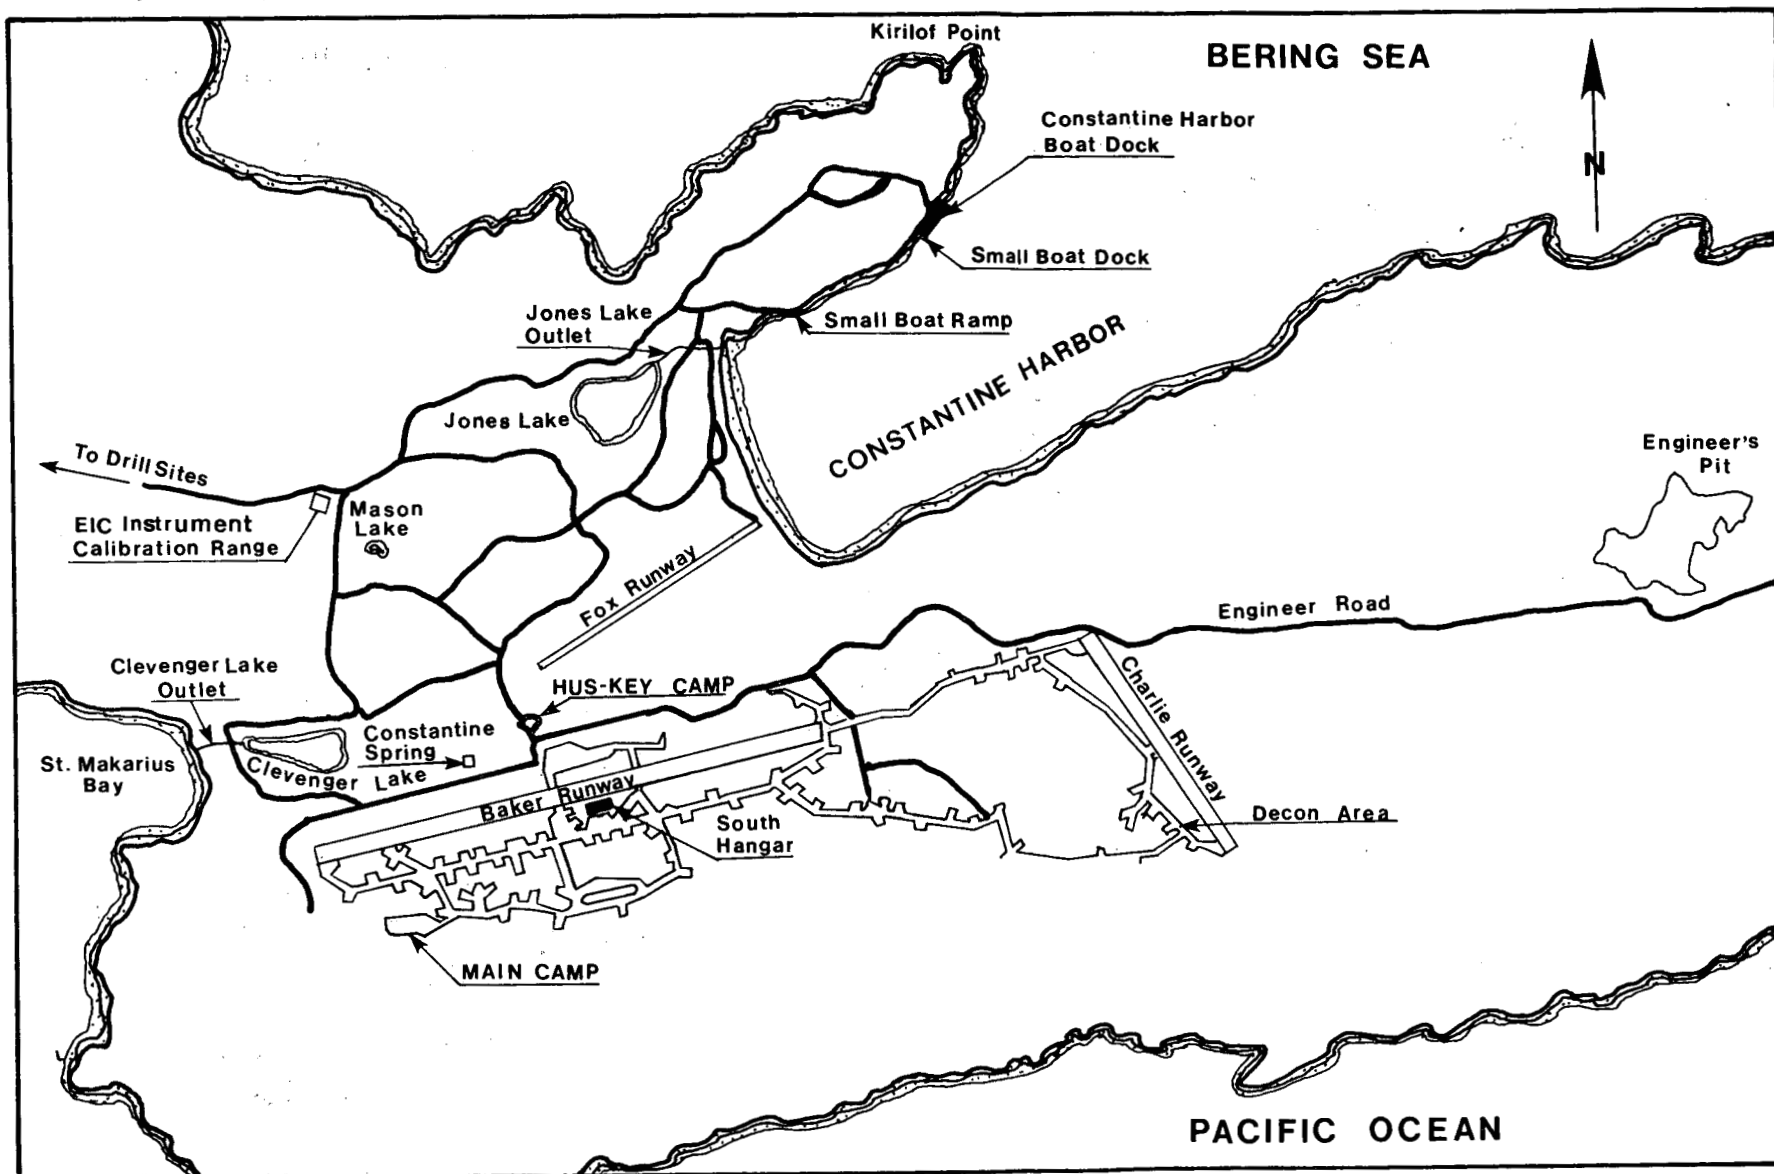 Kirilof Point
BERING SEA
Constantine Harbor
Boat Dock
N
Small Boat Dock
Jones Lake
Outlet
Small Boat Ramp
CONSTANTINE HARBOR
Jones Lake
To Drill Sites
Engineer's
Pit
EIC Instrument
Calibration Range
Mason
Lake
Fox Runway
Engineer Road
Clevenger Lake
Outlet
HUS-KEY CAMP
Charlie Runway
Constantine
Spring
St. Makarius
Bay
Clevenger Lake
Baker Runway
South
Hangar
Decon Area
MAIN CAMP
PACIFIC OCEAN